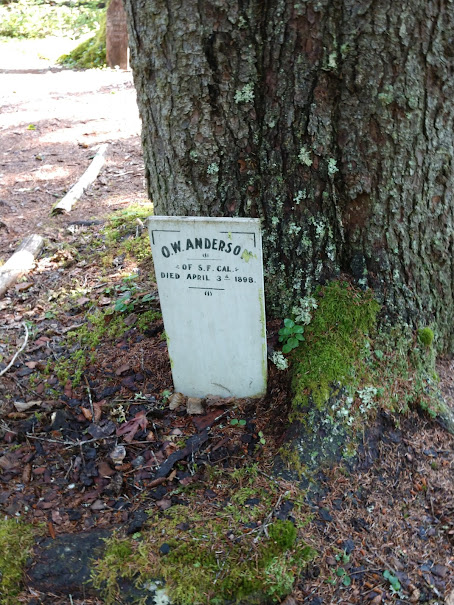 O.W. ANDERSON
OF S.F. CAL.
DIED APRIL 3RD 1898.